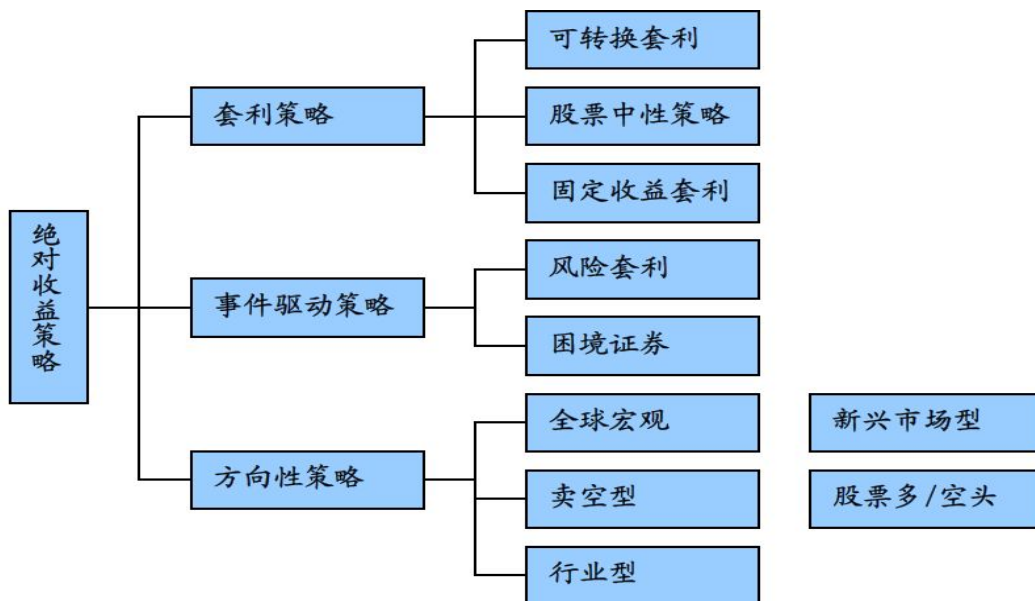 可转换套利
套利策略
股票中性策略
固定收益套利
绝对收益策略
事件驱动策略
风险套利
困境证券
方向性策略
全球宏观
新兴市场型
卖空型
股票多/空头
行业型